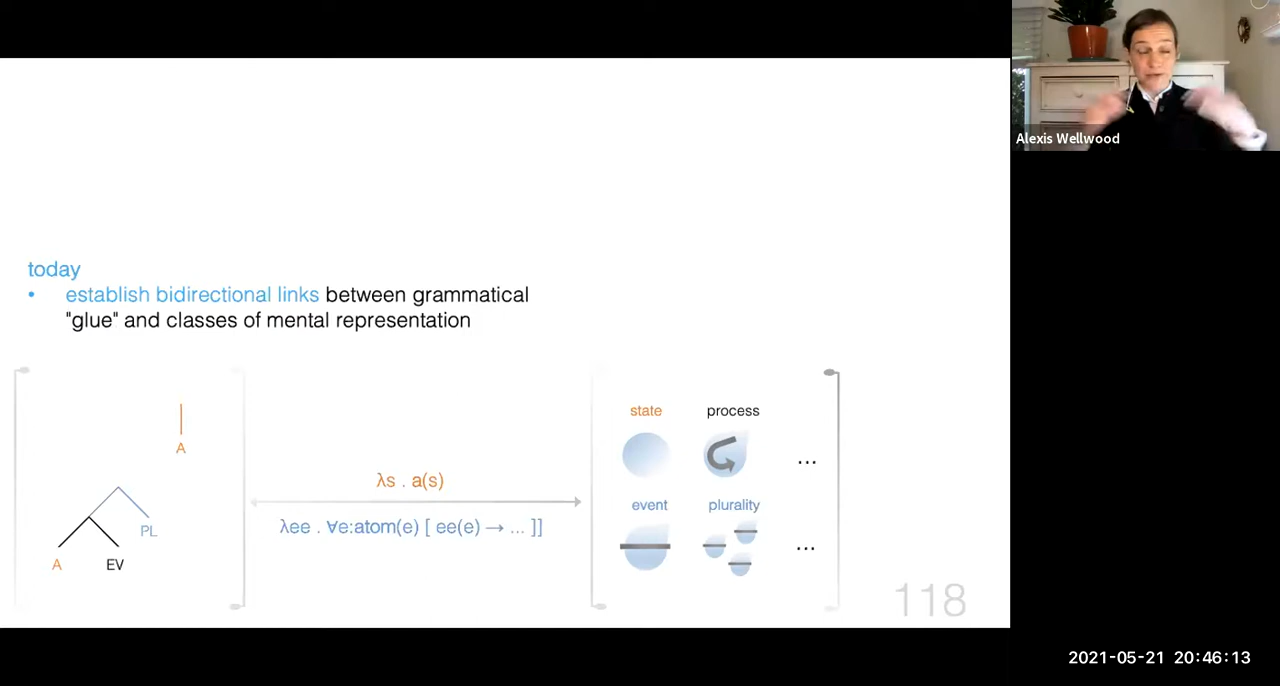 Alexis Wellwood
today
• establish bidirectional links between grammatical
"glue" and classes of mental representation
A
PL
A EV
λs . a(s)
λee . ∀e:atom(e) [ ee(e) → ... ]]
state process
...
event plurality
...
118
2021-05-21 20:46:13